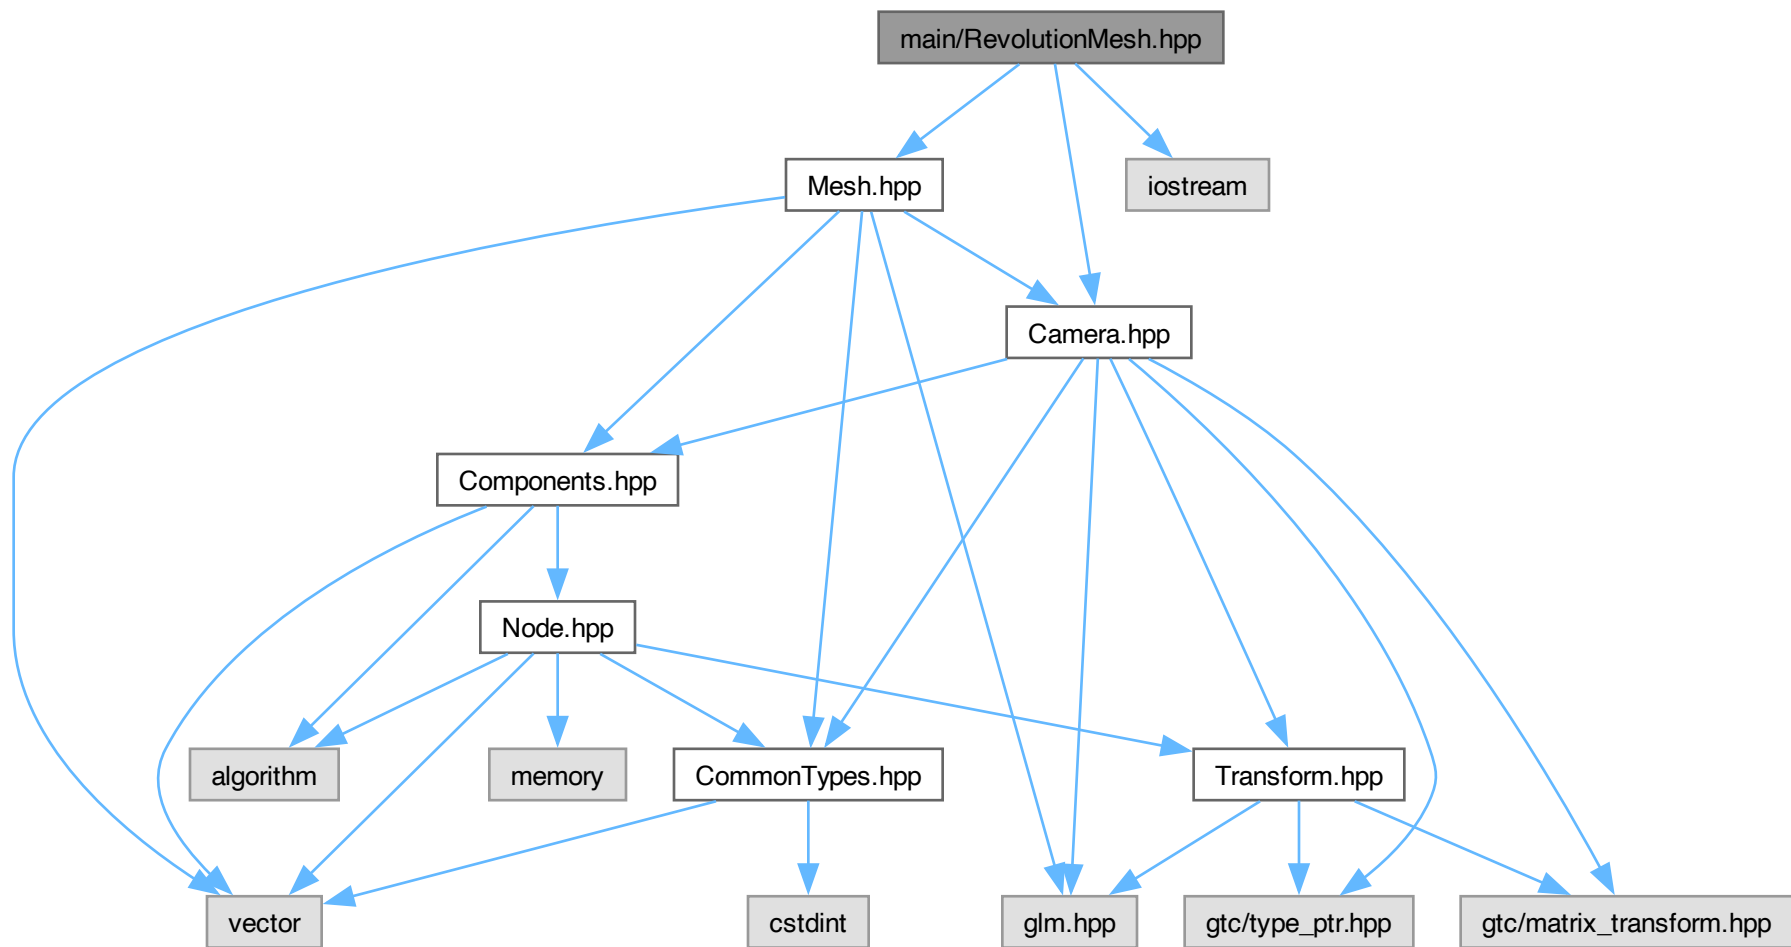 main/RevolutionMesh.hpp
Mesh.hpp
iostream
Camera.hpp
Components.hpp
Node.hpp
algorithm
memory
CommonTypes.hpp
Transform.hpp
vector
cstdint
glm.hpp
gtc/type_ptr.hpp
gtc/matrix_transform.hpp